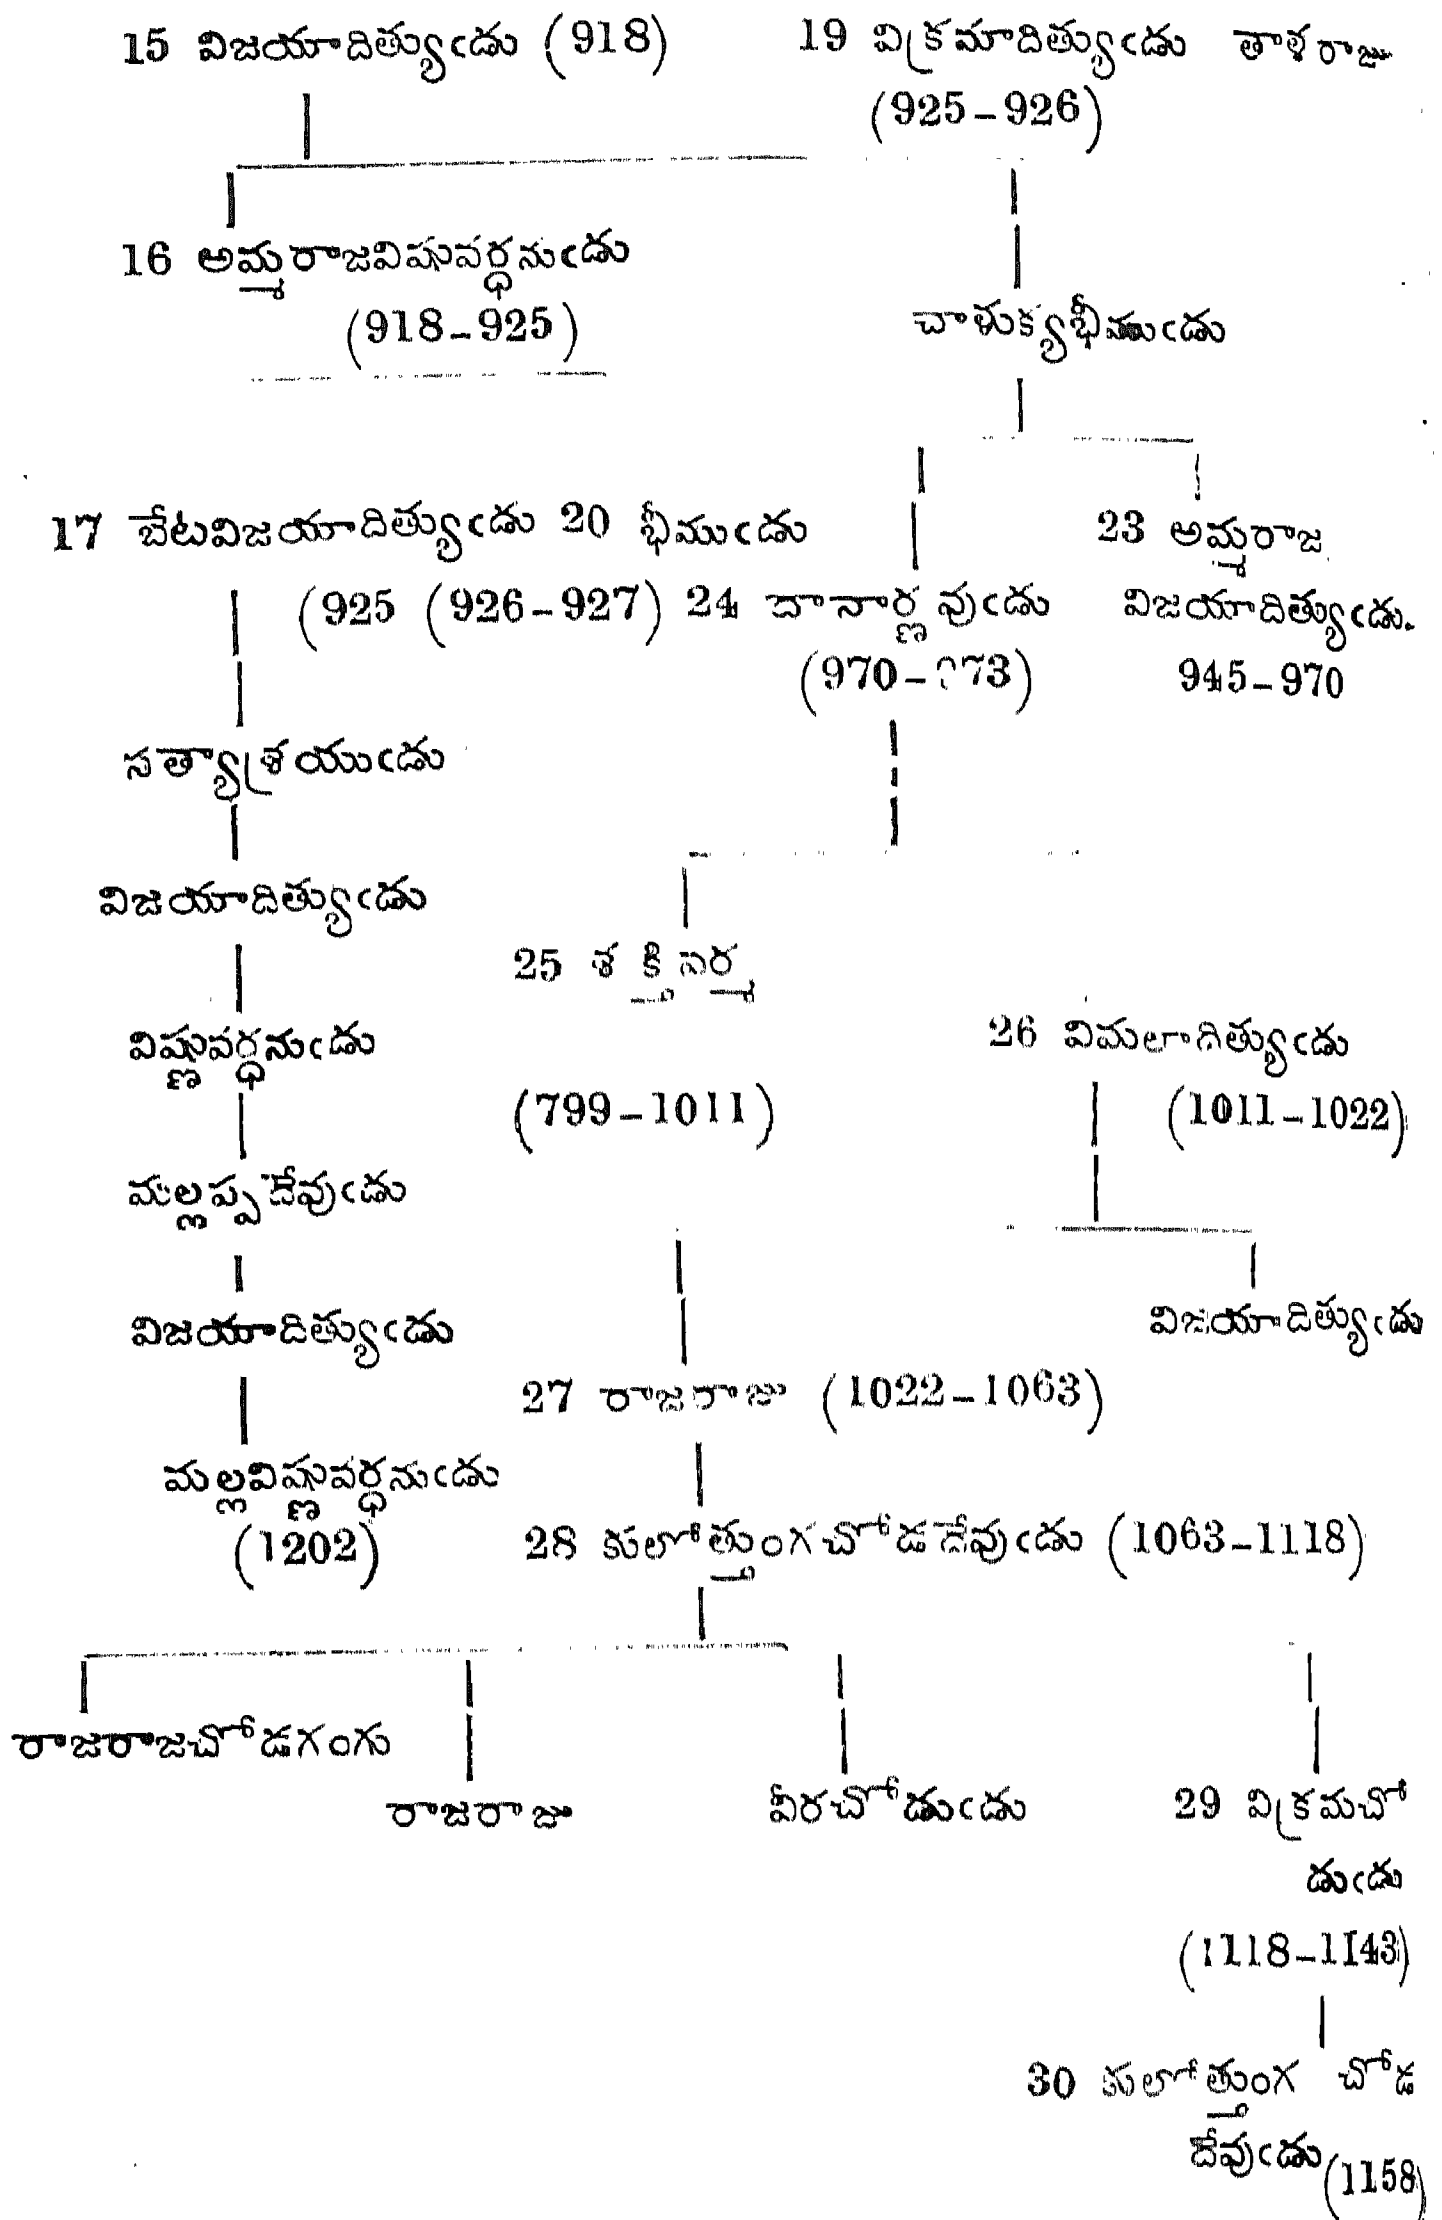 15 విజయాదిత్యుఁడు (918) 19 విక్రమాదిత్యుఁడు తాళరాజు
(925-926)
16 అమ్మరాజవిషువర్ధనుఁడు
(918-925) చాళుక్యభీముఁడు
17 బేటవిజయాదిత్యుఁడు 20 భీముఁడు 23 అమ్మరాజ
(925 (926-927) 24 దానార్ణవుఁడు విజయాదిత్యుఁడు.
(970- 73) 945-970
సత్యాశ్రయుఁడు
విజయాదిత్యుఁడు
25 శక్తివర్మ
విష్ణువర్ధనుఁడు 26 విమలాదిత్యుఁడు
(799-1011) (1011-1022)
మల్లప్పదేవుఁడు
విజయాదిత్యుఁడు విజయాదిత్యుఁడు
27 రాజరాజు (1022-1063)
మల్లవిష్ణువర్ధనుఁడు
(1202) 28 కులోత్తుంగచోడదేవుఁడు (1063-1118)
రాజరాజచోడగంగు
రాజరాజు వీరచోడుఁడు 29 విక్రమచో
డుఁడు
(1118-1143)
30 కులోత్తుంగ చోడ
దేవుఁడు (1158)